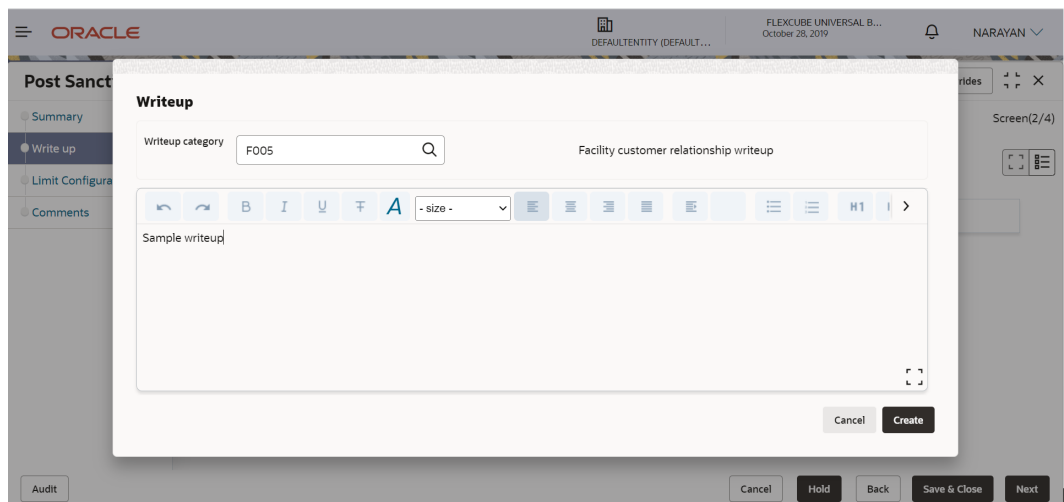 ORACLE
DEFAULTENTITY (DEFAULT...
FLEXCUBE UNIVERSAL B...
October 28, 2019
NARAYAN
Post Sanct
rides
Summary
Write up
Limit Configura
Comments
Screen(2/4)
Writeup
Writeup category
F005
Facility customer relationship writeup
B I U T A - size - H1
Sample writeup
Cancel Create
Audit
Cancel Hold Back Save & Close Next